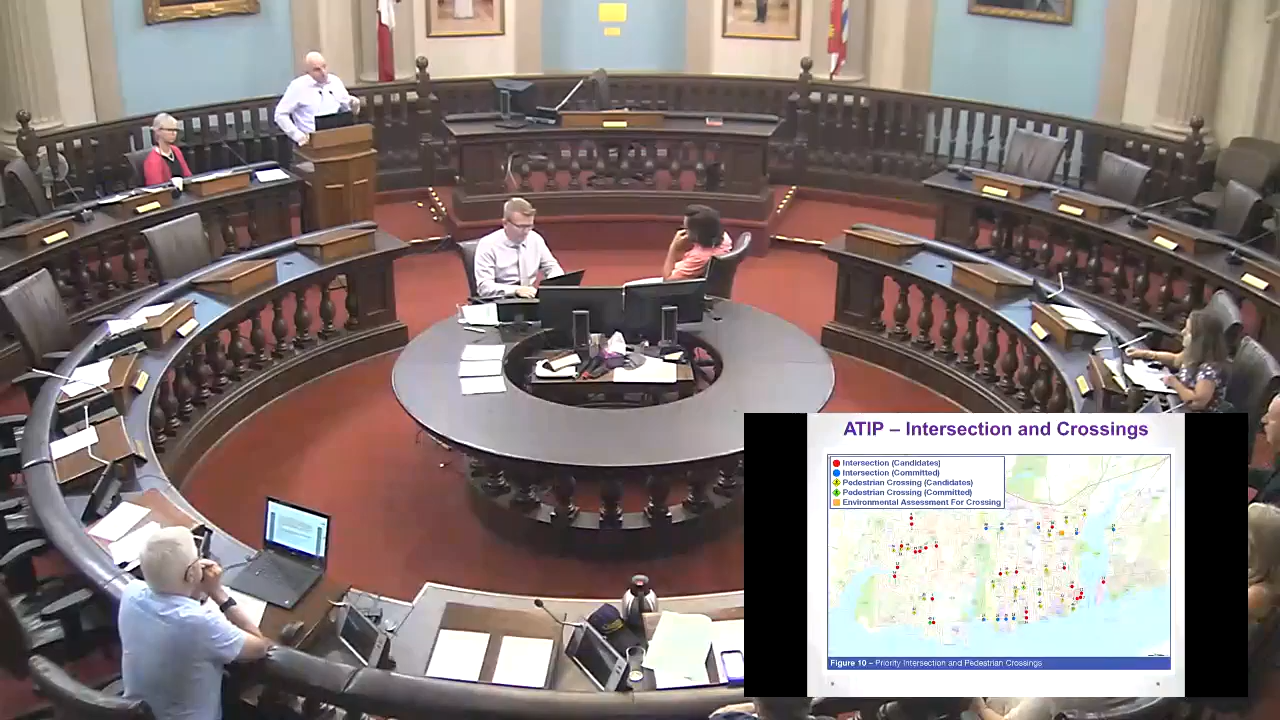 ATIP – Intersection and Crossings
Intersection (Candidates)
Intersection (Committed)
Pedestrian Crossing (Candidates)
Pedestrian Crossing (Committed)
Environmental Assessment For Crossing
Figure 10 – Priority Intersection and Pedestrian Crossings